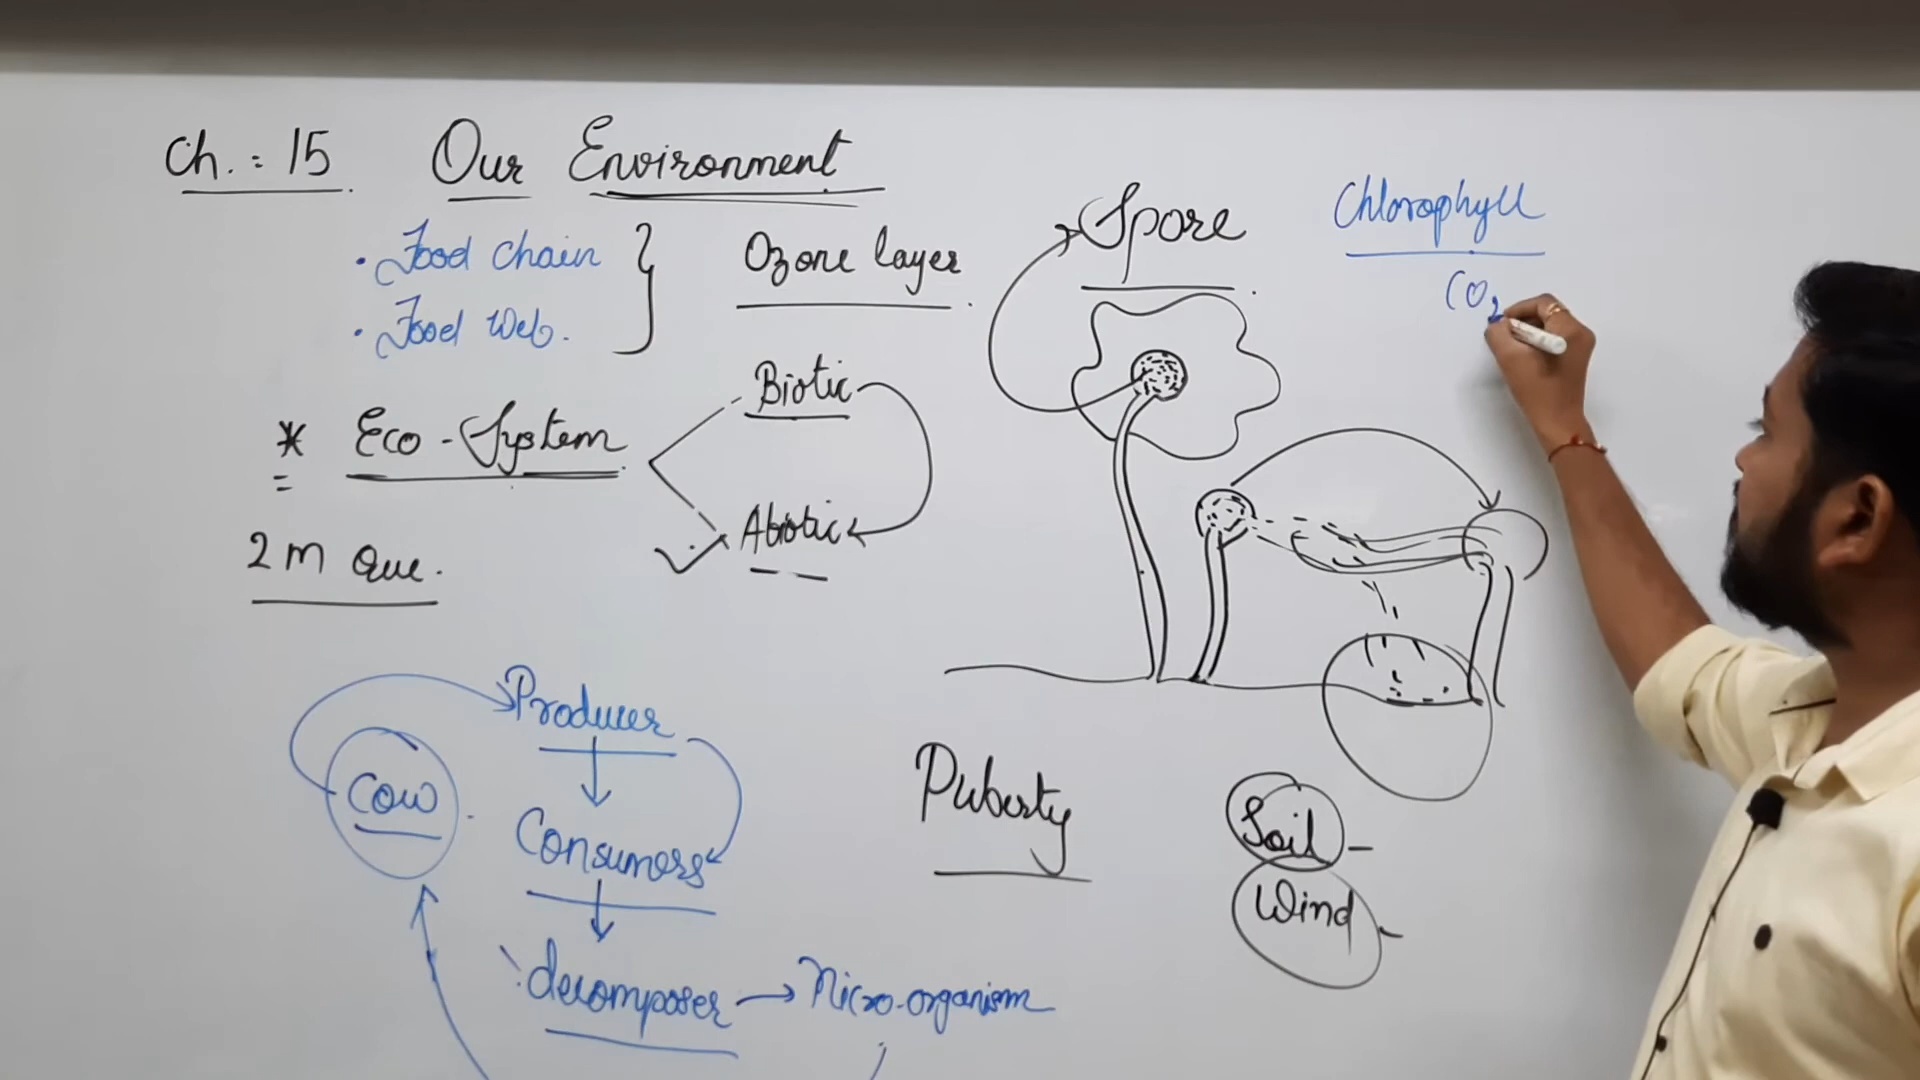 Ch. : 15 Our Environment
• Food Chain
• Food Web.
Ozone layer
Spore
Chlorophyll
CO2
* Eco-System
Biotic
Abiotic
2 m Que.
Producer
Cow
Consumers
decomposer → Micro-organism
Puberty
Soil -
Wind -